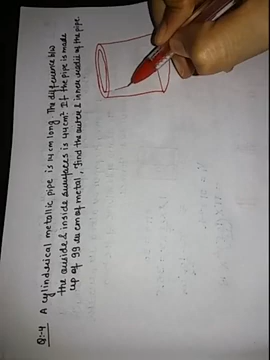 Q:-4 A cylinderical metallic pipe is 14 cm long. The difference b/w
the outside & inside surfaces is 44 cm² If the pipe is made
up of 99 cu cm of metal, Find the outer & inner radii of the pipe.